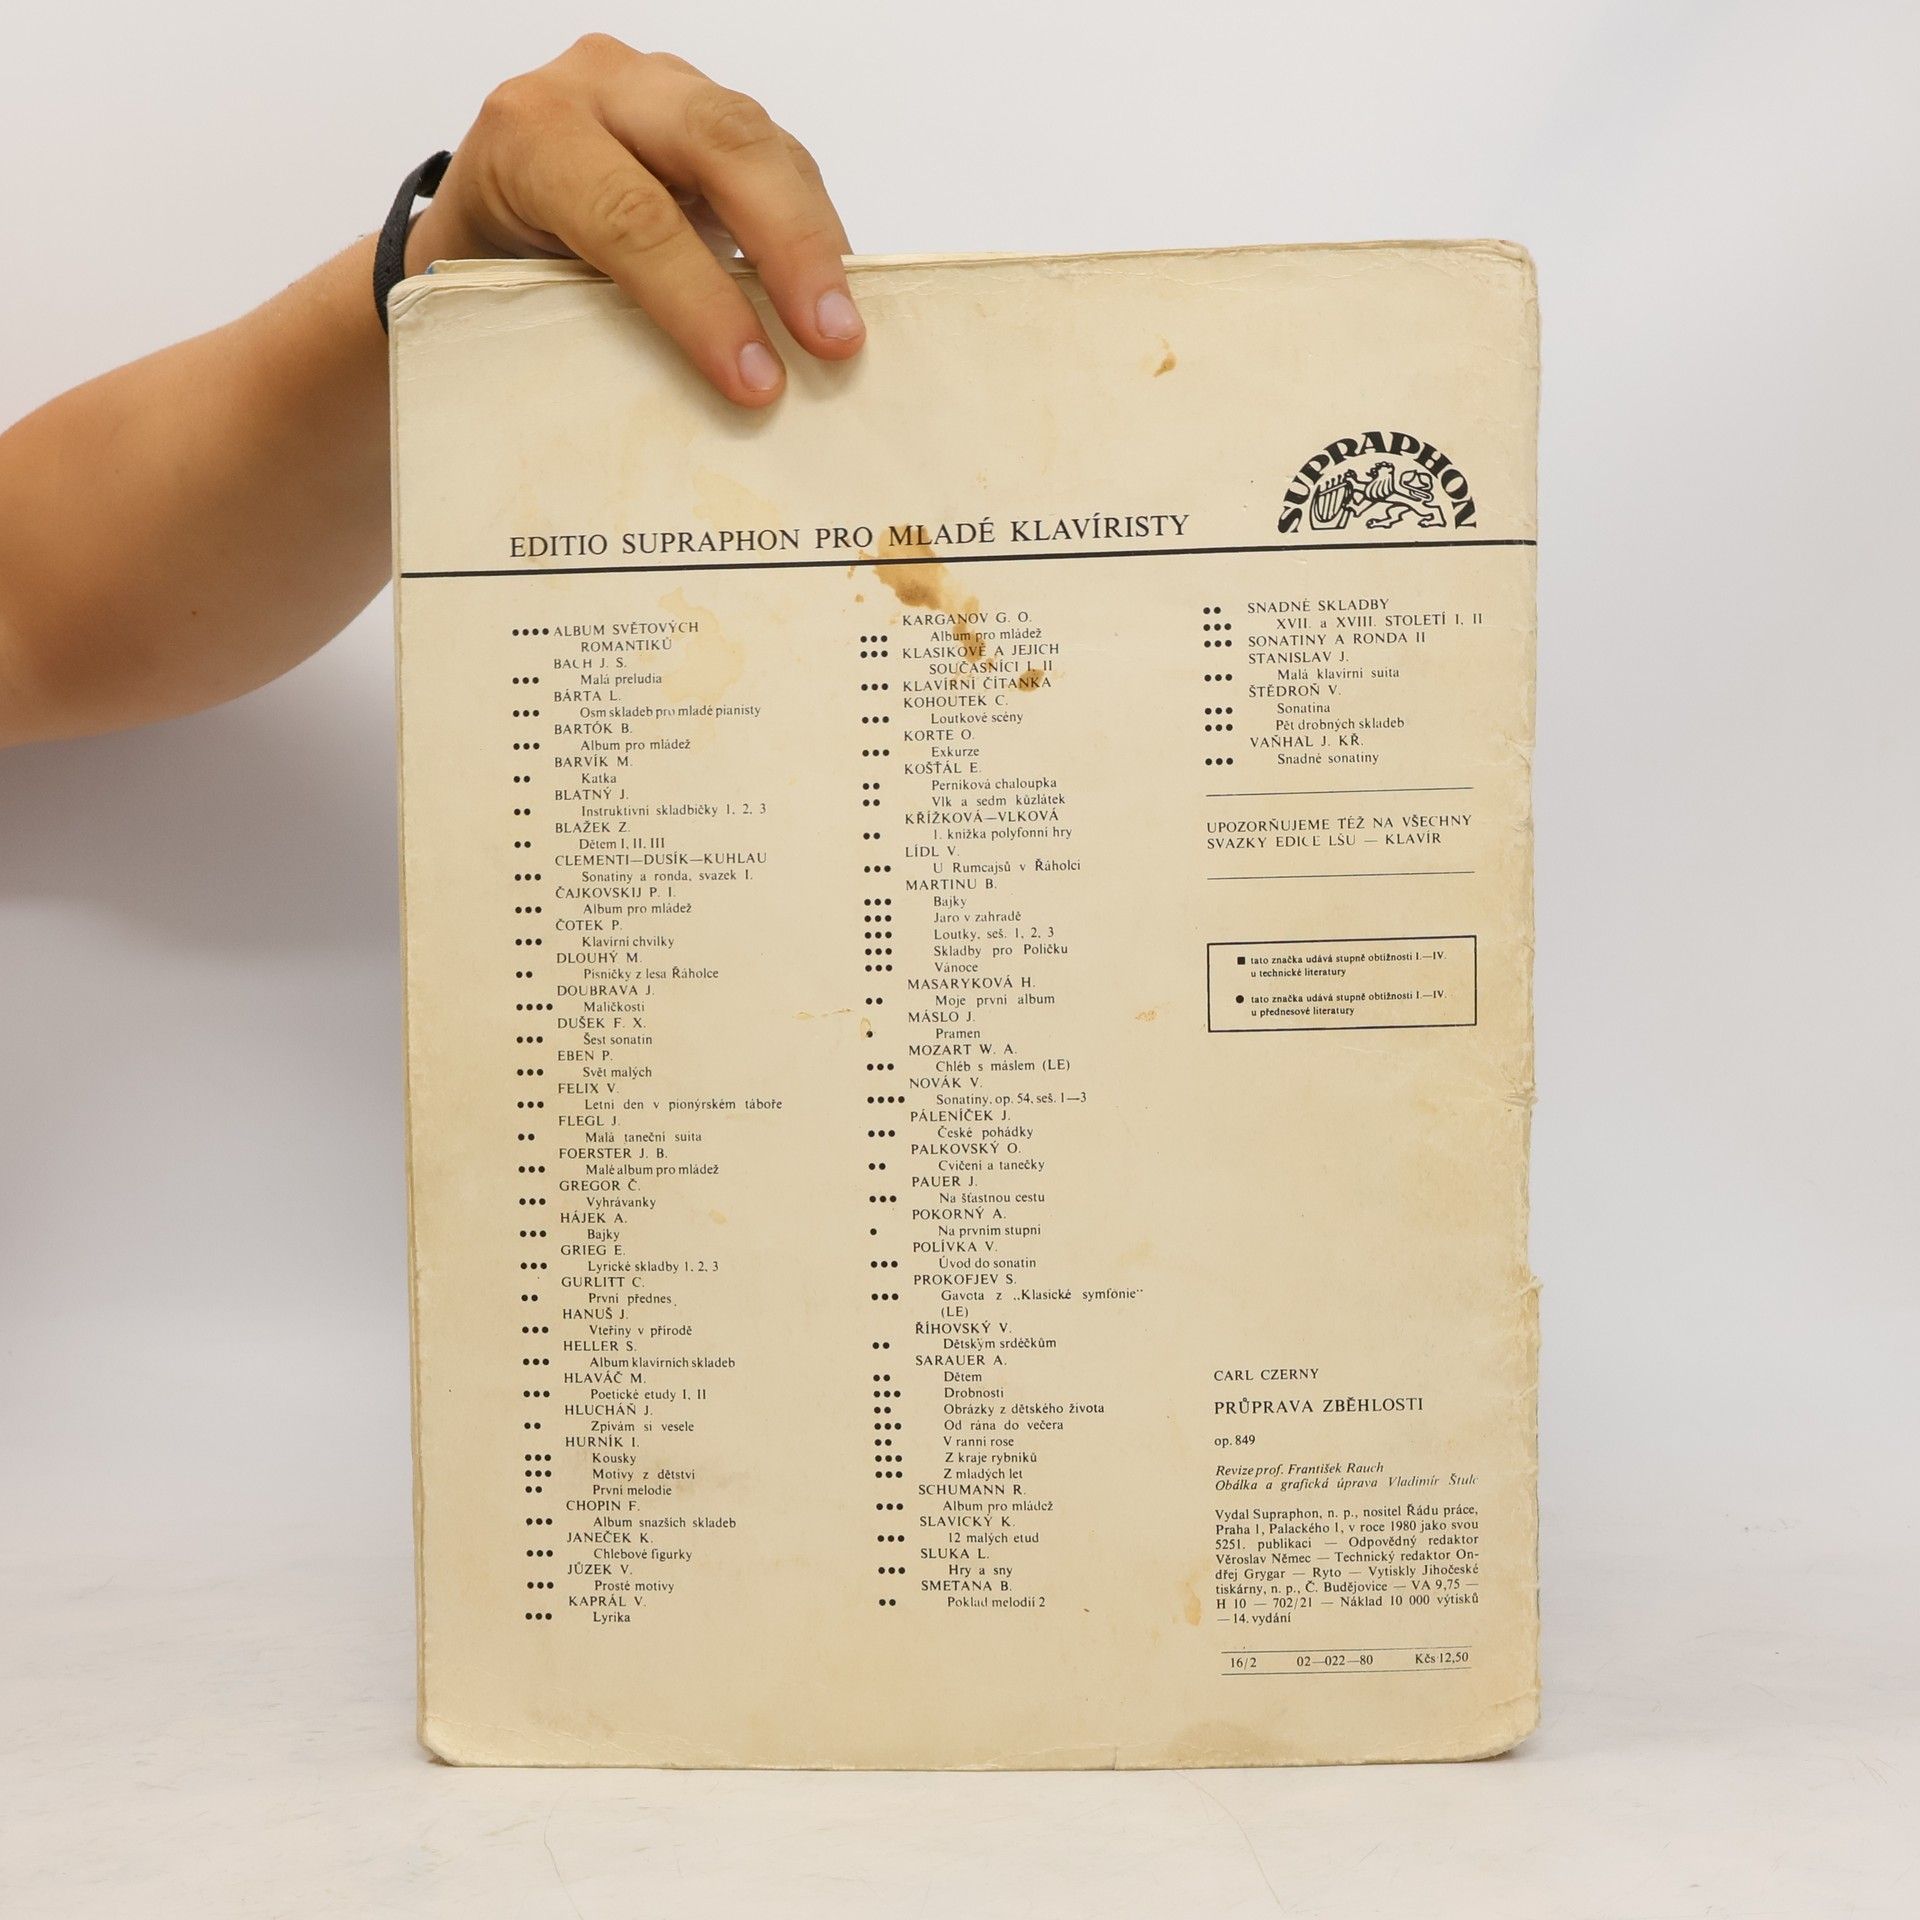 SUPRAPHON
EDITIO SUPRAPHON PRO MLADÉ KLAVÍRISTY
●●●● ALBUM SVĚTOVÝCH
ROMANTIKŮ
BACH J. S.
●●● Malá preludia
BÁRTA L.
●●● Osm skladeb pro mladé pianisty
BARTÓK B.
●●● Album pro mládež
BARVÍK M.
●● Katka
BLATNÝ J.
●● Instruktivní skladbičky 1, 2, 3
BLAŽEK Z.
●● Dětem I, II, III
CLEMENTI—DUSÍK—KUHLAU
●●● Sonatiny a ronda, svazek I.
ČAJKOVSKIJ P. I.
●●● Album pro mládež
ČOTEK P.
●●● Klavírní chvilky
DLOUHÝ M.
●● Písničky z lesa Řáholce
DOUBRAVA J.
●●●● Maličkosti
DUŠEK F. X.
●●● Šest sonatin
EBEN P.
●●● Svět malých
FELIX V.
●●● Letní den v pionýrském táboře
FLEGL J.
●● Malá taneční suita
FOERSTER J. B.
●●● Malé album pro mládež
GREGOR Č.
●●● Vyhrávanky
HÁJEK A.
●●● Bajky
GRIEG E.
●●● Lyrické skladby 1, 2, 3
GURLITT C.
●● První přednes
HANUŠ J.
●●● Vteřiny v přírodě
HELLER S.
●●● Album klavírních skladeb
HLAVÁČ M.
●●● Poetické etudy I, II
HLUCHÁŇ J.
●● Zpívám si vesele
HURNÍK I.
●●● Kousky
●●● Motivy z dětství
●● První melodie
CHOPIN F.
●●● Album snazších skladeb
JANEČEK K.
●●● Chlebové figurky
JŮZEK V.
●●● Prosté motivy
KAPRÁL V.
●●● Lyrika
KARGANOV G. O.
●●● Album pro mládež
●●● KLASIKOVÉ A JEJICH
SOUČASNÍCI I, II
●●● KLAVÍRNÍ ČÍTANKA
KOHOUTEK C.
●●● Loutkové scény
KORTE O.
●●● Exkurze
KOŠŤÁL E.
●● Perníková chaloupka
●● Vlk a sedm kůzlátek
KŘÍŽKOVÁ—VLKOVÁ
●● 1. knížka polyfonní hry
LÍDL V.
●●● U Rumcajsů v Řáholci
MARTINU B.
●●● Bajky
●●● Jaro v zahradě
●●● Loutky, seš. 1, 2, 3
●●● Skladby pro Poličku
●●● Vánoce
MASARYKOVÁ H.
●● Moje první album
MÁSLO J.
● Pramen
MOZART W. A.
●●● Chléb s máslem (LE)
NOVÁK V.
●●●● Sonatiny, op. 54, seš. 1—3
PÁLENÍČEK J.
●●● České pohádky
PALKOVSKÝ O.
●● Cvičení a tanečky
PAUER J.
●●● Na šťastnou cestu
POKORNÝ A.
● Na prvním stupni
POLÍVKA V.
●●● Úvod do sonatin
PROKOFJEV S.
●●● Gavota z „Klasické symfonie“
(LE)
ŘÍHOVSKÝ V.
●● Dětským srdéčkům
SARAUER A.
●● Dětem
●●● Drobnosti
●● Obrázky z dětského života
●●● Od rána do večera
●● V ranní rose
●●● Z kraje rybníků
●●● Z mladých let
SCHUMANN R.
●●● Album pro mládež
SLAVICKÝ K.
●●● 12 malých etud
SLUKA L.
●●● Hry a sny
SMETANA B.
●● Poklad melodií 2
●● SNADNÉ SKLADBY
●●● XVII. a XVIII. STOLETÍ I, II
●●● SONATINY A RONDA II
STANISLAV J.
●●● Malá klavírní suita
ŠTĚDROŇ V.
●●● Sonatina
●●● Pět drobných skladeb
VAŇHAL J. KŘ.
●●● Snadné sonatiny
UPOZORŇUJEME TÉŽ NA VŠECHNY
SVAZKY EDICE LŠU — KLAVÍR
■ tato značka udává stupně obtížnosti I.—IV.
u technické literatury
● tato značka udává stupně obtížnosti I.—IV.
u přednesové literatury
CARL CZERNY
PRŮPRAVA ZBĚHLOSTI
op. 849
Revize prof. František Rauch
Obálka a grafická úprava Vladimír Štulc
Vydal Supraphon, n. p., nositel Řádu práce,
Praha 1, Palackého 1, v roce 1980 jako svou
5251. publikaci — Odpovědný redaktor
Věroslav Němec — Technický redaktor On-
dřej Grygar — Ryto — Vytiskly Jihočeské
tiskárny, n. p., Č. Budějovice — VA 9,75 —
H 10 — 702/21 — Náklad 10 000 výtisků
— 14. vydání
16/2 02—022—80 Kčs 12,50